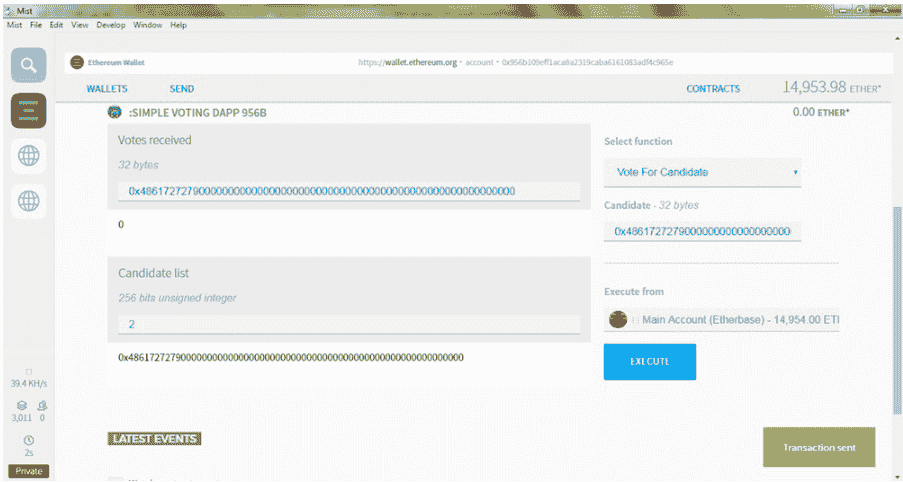 Mist
Mist File Edit View Develop Window Help
Ethereum Wallet
https://wallet.ethereum.org • account • 0x956b109eff1aca8a2319caba6161083adf4c965e
WALLETS SEND CONTRACTS 14,953.98 ETHER*
:SIMPLE VOTING DAPP 956B 0.00 ETHER*
Votes received
32 bytes
0x4861727279000000000000000000000000000000000000000000000000000000
0
Candidate list
256 bits unsigned integer
2
0x4861727279000000000000000000000000000000000000000000000000000000
LATEST EVENTS
Select function
Vote For Candidate
Candidate - 32 bytes
0x486172727900000000000000000
Execute from
Main Account (Etherbase) - 14,954.00 ETI
EXECUTE
Transaction sent
39.4 KH/s
3,011 0
2s
Private